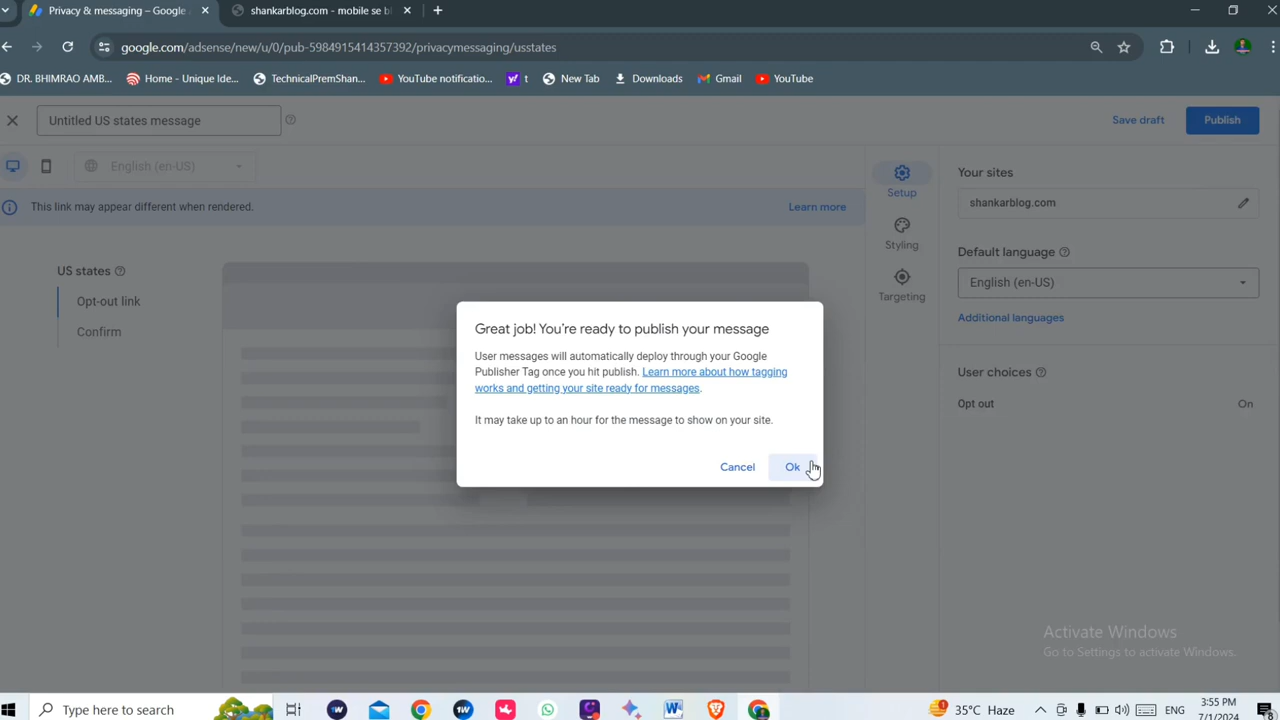 Privacy & messaging – Google
shankarblog.com - mobile se bl
google.com/adsense/new/u/0/pub-5984915414357392/privacymessaging/usstates
DR. BHIMRAO AMB...
Home - Unique Ide...
TechnicalPremShan...
YouTube notificatio...
t
New Tab
Downloads
Gmail
YouTube
Untitled US states message
Save draft
Publish
English (en-US)
This link may appear different when rendered.
Learn more
US states
Opt-out link
Confirm
Setup
Styling
Targeting
Your sites
shankarblog.com
Default language
English (en-US)
Additional languages
User choices
Opt out
On
Great job! You're ready to publish your message
User messages will automatically deploy through your Google
Publisher Tag once you hit publish. Learn more about how tagging
works and getting your site ready for messages.
It may take up to an hour for the message to show on your site.
Cancel
Ok
Activate Windows
Go to Settings to activate Windows.
Type here to search
35°C Haze
ENG
3:55 PM
7/1/2024